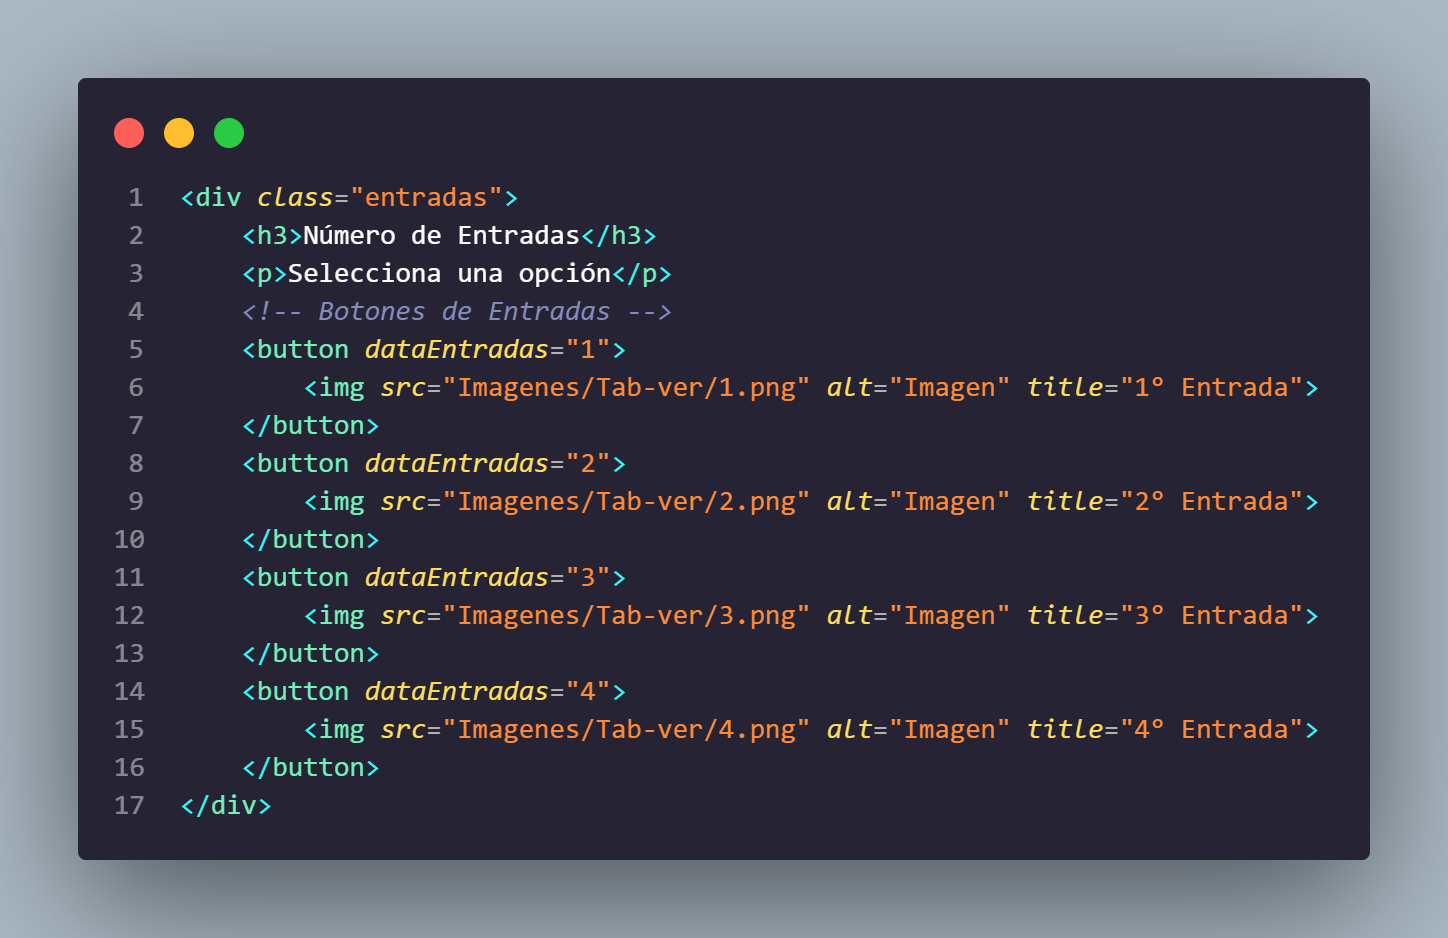 1 <div class="entradas">
2     <h3>Número de Entradas</h3>
3     <p>Selecciona una opción</p>
4     <!-- Botones de Entradas -->
5     <button dataEntradas="1">
6         <img src="Imagenes/Tab-ver/1.png" alt="Imagen" title="1° Entrada">
7     </button>
8     <button dataEntradas="2">
9         <img src="Imagenes/Tab-ver/2.png" alt="Imagen" title="2° Entrada">
10     </button>
11     <button dataEntradas="3">
12         <img src="Imagenes/Tab-ver/3.png" alt="Imagen" title="3° Entrada">
13     </button>
14     <button dataEntradas="4">
15         <img src="Imagenes/Tab-ver/4.png" alt="Imagen" title="4° Entrada">
16     </button>
17 </div>